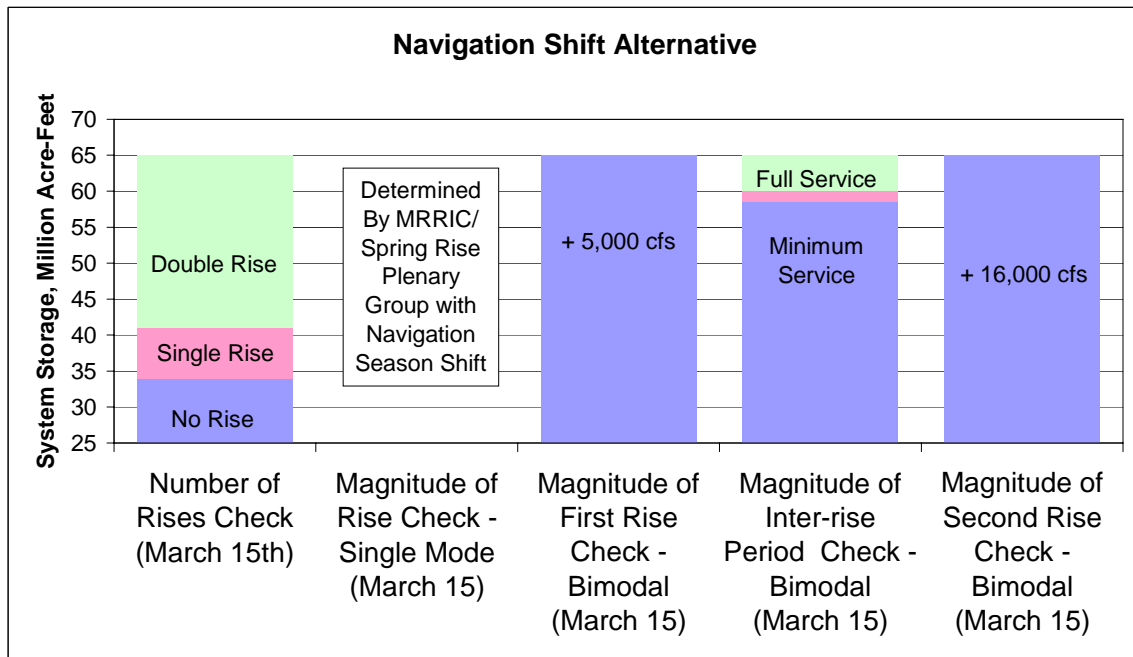 Navigation Shift Alternative
System Storage, Million Acre-Feet
70
65
60
55
50
45
40
35
30
25
Double Rise
Single Rise
No Rise
Determined
By MRRIC/
Spring Rise
Plenary
Group with
Navigation
Season Shift
+ 5,000 cfs
Full Service
Minimum
Service
+ 16,000 cfs
Number of
Rises Check
(March 15th)
Magnitude of
Rise Check -
Single Mode
(March 15)
Magnitude of
First Rise
Check -
Bimodal
(March 15)
Magnitude of
Inter-rise
Period Check -
Bimodal
(March 15)
Magnitude of
Second Rise
Check -
Bimodal
(March 15)